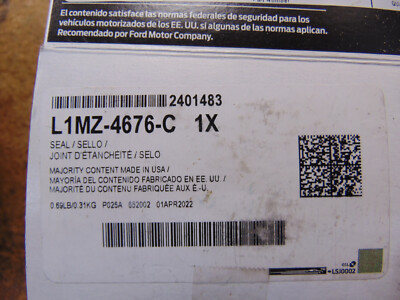 El contenido satisface las normas federales de seguridad para los
vehículos motorizados de los EE. UU. si algunas de las normas aplican.
Recomendado por Ford Motor Company.
2401483
L1MZ-4676-C 1X
SEAL / SELLO /
JOINT D'ÉTANCHÉITÉ / SELO
MAJORITY CONTENT MADE IN USA /
MAYORÍA DEL CONTENIDO FABRICADO EN EE. UU. /
MAJORITÉ DU CONTENU FABRIQUÉE AUX É.-U.
0.69LB/0.31KG P025A 552002 01APR2022
LSJ0002